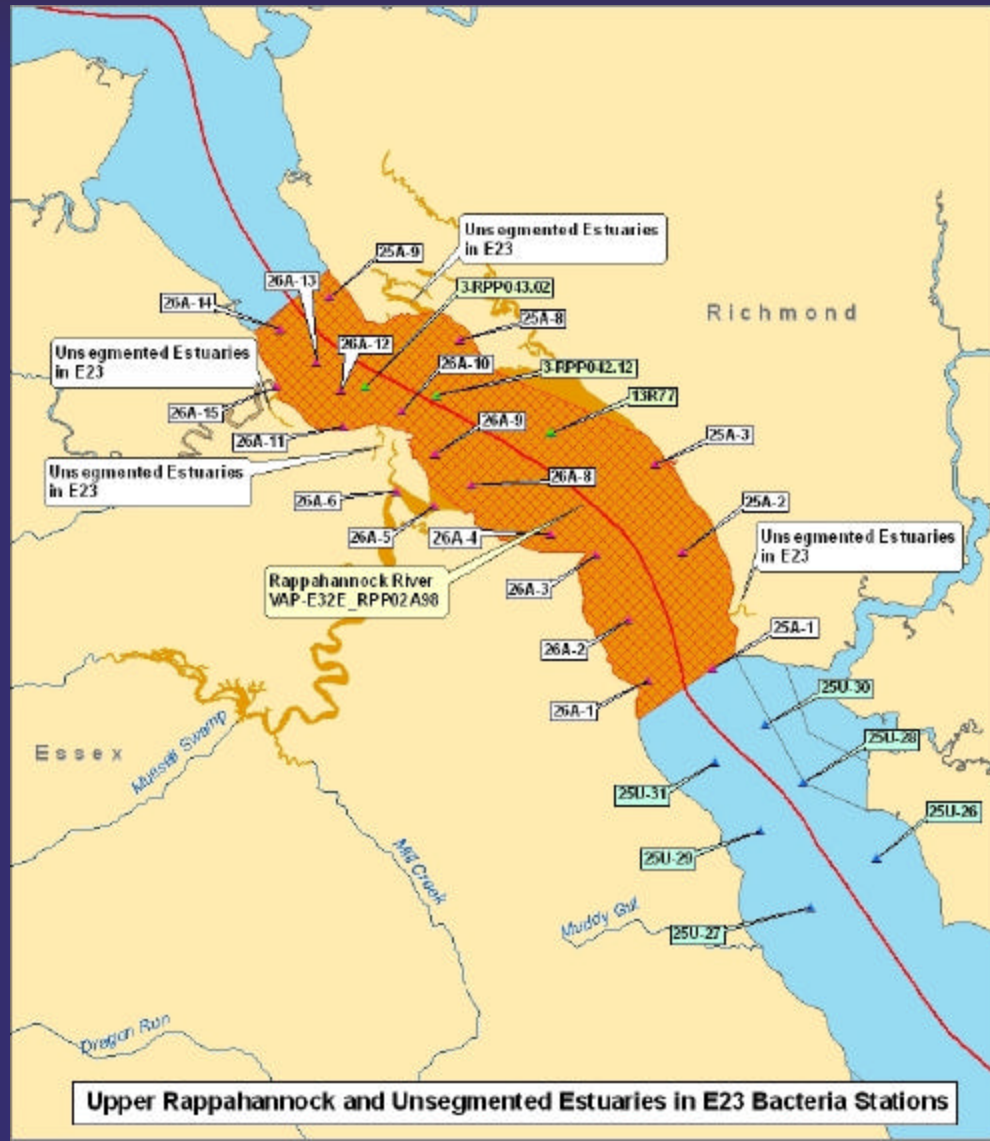 Unsegmented Estuaries
in E23
25A-9
26A-13
3-RPP043.02
26A-14
25A-8
Richmond
26A-12
Unsegmented Estuaries
in E23
26A-10
3-RPP042.12
13R77
26A-15
26A-9
26A-11
25A-3
Unsegmented Estuaries
in E23
26A-8
26A-6
25A-2
26A-5
26A-4
Unsegmented Estuaries
in E23
Rappahannock River
VAP-E32E_RPP02A98
26A-3
25A-1
26A-2
25U-30
26A-1
25U-28
Essex
Mussel Swamp
25U-31
25U-26
25U-29
Mill Creek
Muddy Gut
25U-27
Dragon Run
Upper Rappahannock and Unsegmented Estuaries in E23 Bacteria Stations